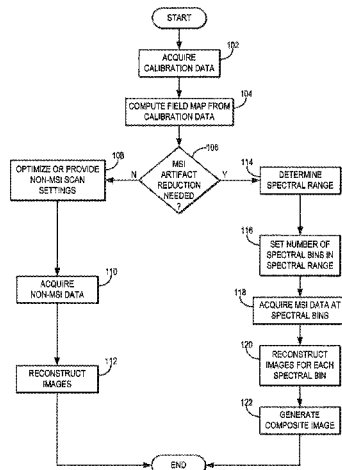 START
102
ACQUIRE
CALIBRATION DATA
104
COMPUTE FIELD MAP FROM
CALIBRATION DATA
106
MSI
ARTIFACT
REDUCTION
NEEDED
?
N
Y
108
OPTIMIZE OR PROVIDE
NON-MSI SCAN
SETTINGS
114
DETERMINE
SPECTRAL RANGE
116
SET NUMBER OF
SPECTRAL BINS IN
SPECTRAL RANGE
110
ACQUIRE
NON-MSI DATA
118
ACQUIRE MSI DATA AT
SPECTRAL BINS
112
RECONSTRUCT
IMAGES
120
RECONSTRUCT
IMAGES FOR EACH
SPECTRAL BIN
122
GENERATE
COMPOSITE IMAGE
END